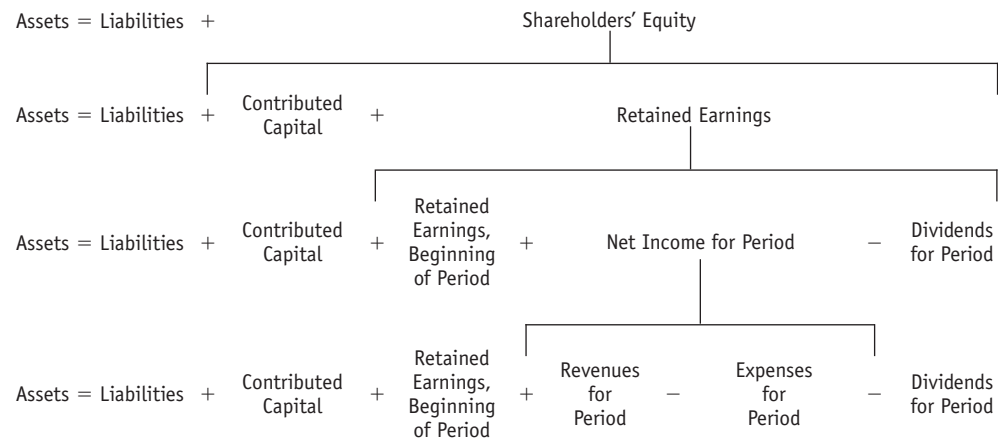 Assets = Liabilities + Shareholders' Equity
Assets = Liabilities + Contributed Capital + Retained Earnings
Assets = Liabilities + Contributed Capital + Retained Earnings, Beginning of Period + Net Income for Period − Dividends for Period
Assets = Liabilities + Contributed Capital + Retained Earnings, Beginning of Period + Revenues for Period − Expenses for Period − Dividends for Period